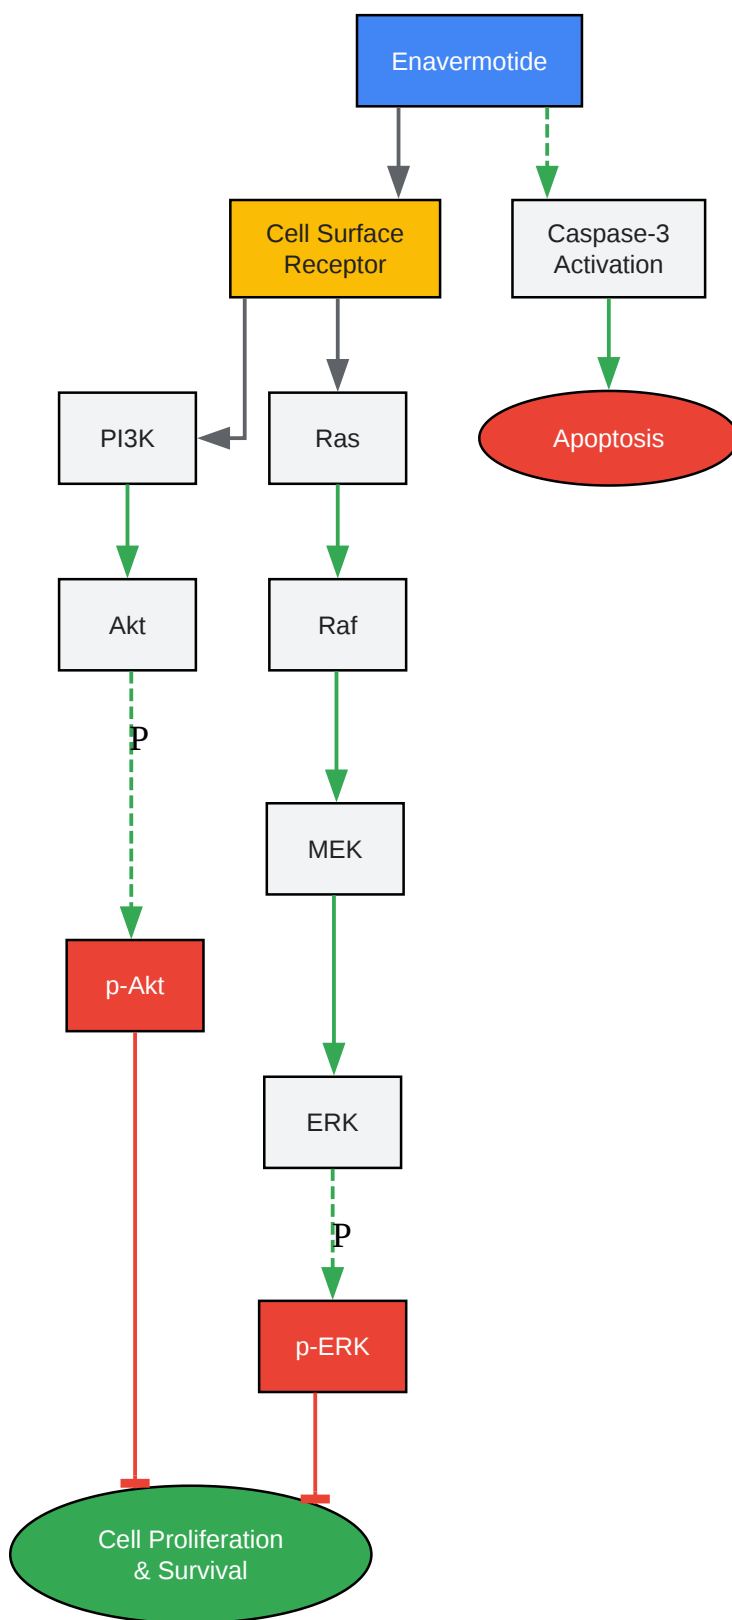 Enavermotide
Cell Surface
Receptor
Caspase-3
Activation
PI3K
Ras
Apoptosis
Akt
Raf
P
MEK
p-Akt
ERK
P
p-ERK
Cell Proliferation
& Survival